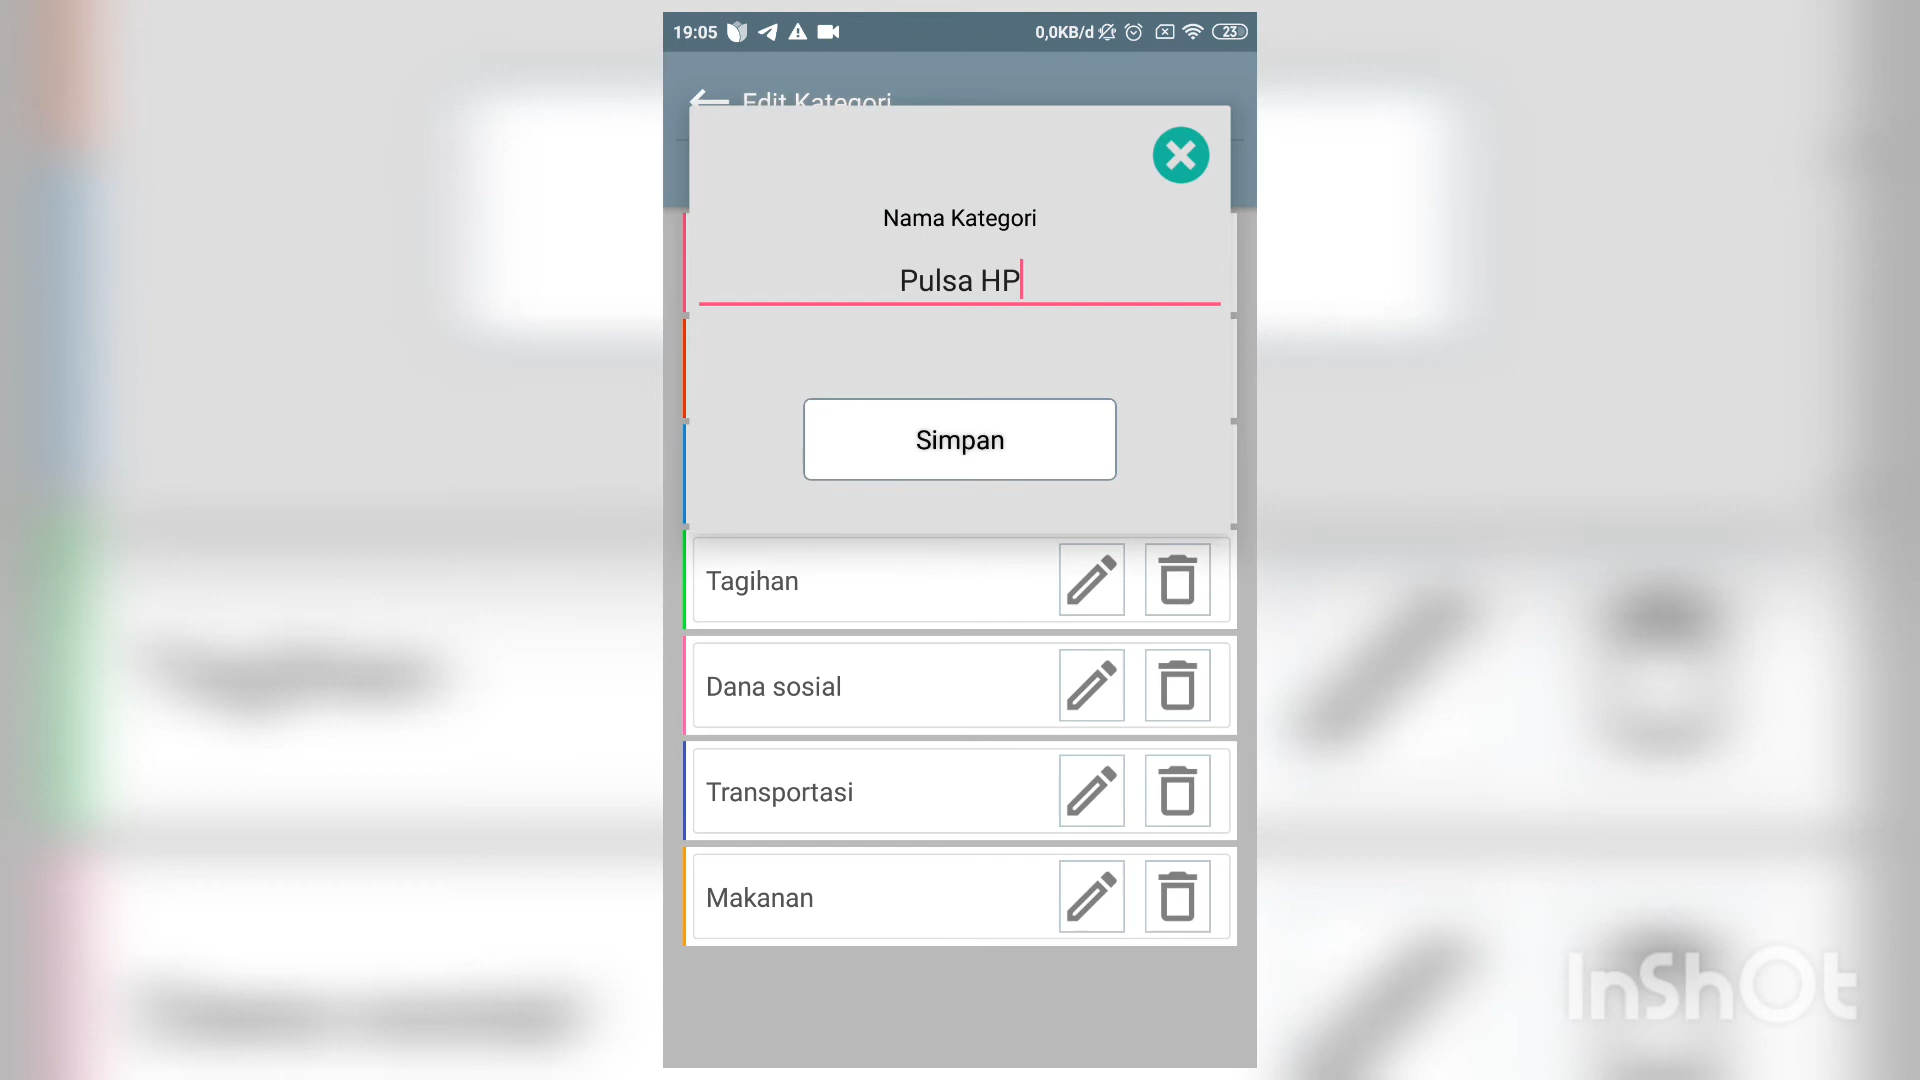 19:05
0,0KB/d
23
Edit Kategori
Nama Kategori
Pulsa HP
Simpan
Tagihan
Dana sosial
Transportasi
Makanan
InShOt